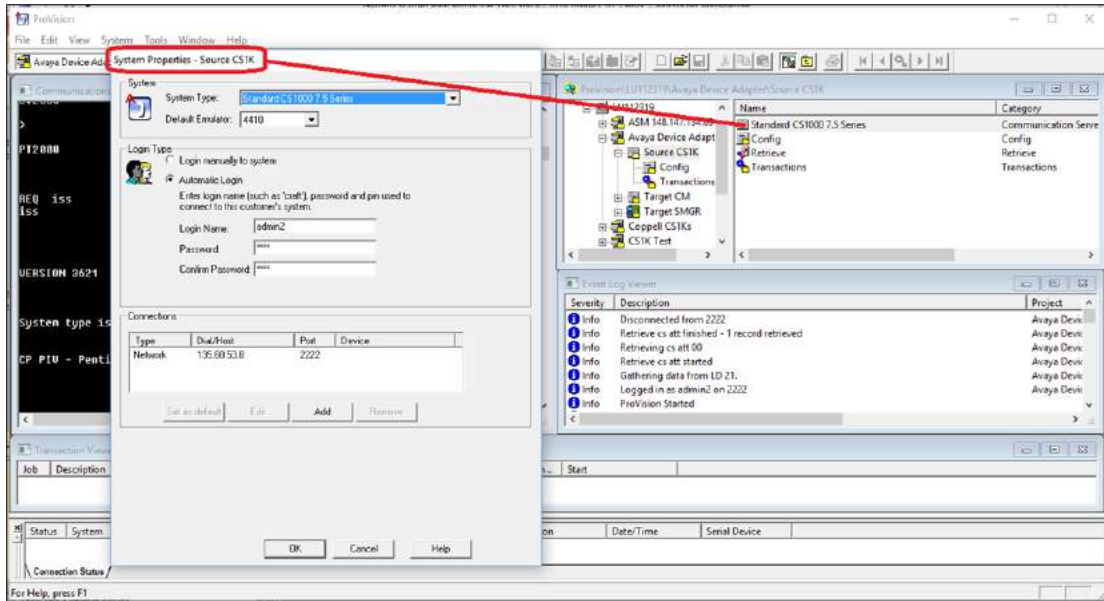 ProVision
File Edit View System Tools Window Help
Avaya Device Ada
System Properties - Source CS1K
System
System Type: Standard CS1000 7.5 Series
Default Emulator: 4410
Login Type
Login manually to system
Automatic Login
Enter login name (such as 'craft'), password and pin used to
connect to this customer's system.
Login Name: admin2
Password ****
Confirm Password ****
Connections
Type Dial/Host Port Device
Network 135.60.53.8 2222
Set as default Edit Add Remove
OK Cancel Help
Communications
>
PT2000
REQ iss
iss
VERSION 3621
System type is
CP PIV - Penti
ProVision\LU112319\Avaya Device Adapter\Source CS1K
LU112319
Avaya Device Adapt
Source CS1K
Config
Transactions
Target CM
Target SMGR
Coppell CS1Ks
CS1K Test
Name Category
Standard CS1000 7.5 Series Communication Serve
Config Config
Retrieve Retrieve
Transactions Transactions
Event Log Viewer
Severity Description Project
Info Disconnected from 2222 Avaya Devic
Info Retrieve cs att finished - 1 record retrieved Avaya Devic
Info Retrieving cs att 00 Avaya Devic
Info Retrieve cs att started Avaya Devic
Info Gathering data from LD 21. Avaya Devic
Info Logged in as admin2 on 2222 Avaya Devic
Info ProVision Started
Transaction View
Job Description Start
Status System on Date/Time Serial Device
Connection Status
For Help, press F1